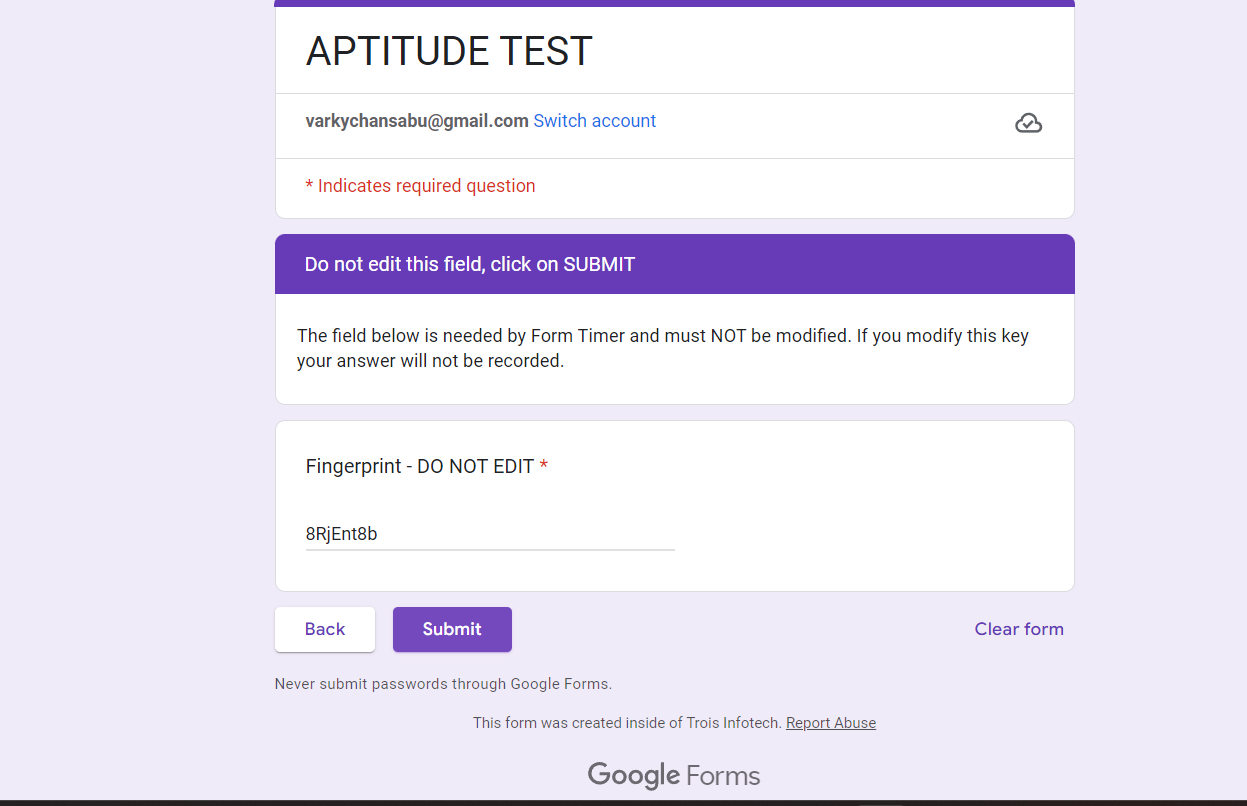 APTITUDE TEST
varkychansabu@gmail.com Switch account
* Indicates required question
Do not edit this field, click on SUBMIT
The field below is needed by Form Timer and must NOT be modified. If you modify this key
your answer will not be recorded.
Fingerprint - DO NOT EDIT *
8RjEnt8b
Back Submit Clear form
Never submit passwords through Google Forms.
This form was created inside of Trois Infotech. Report Abuse
Google Forms